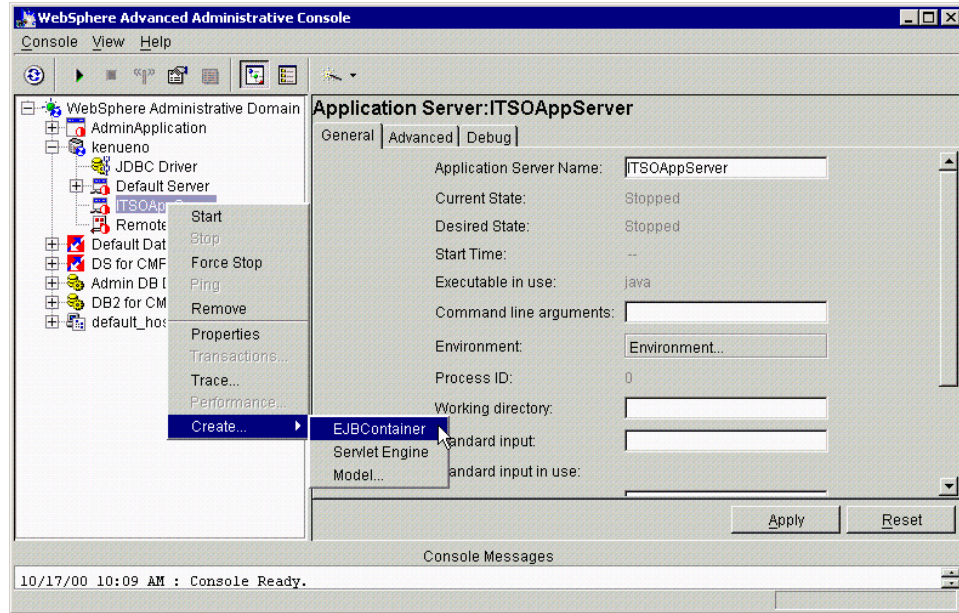 WebSphere Advanced Administrative Console
Console View Help
WebSphere Administrative Domain
AdminApplication
kenueno
JDBC Driver
Default Server
ITSOAp
Remote
Default Dat
DS for CMF
Admin DB
DB2 for CM
default_hos
Start
Stop
Force Stop
Ping
Remove
Properties
Transactions...
Trace...
Performance...
Create...
EJBContainer
Servlet Engine
Model...
Application Server:ITSOAppServer
General Advanced Debug
Application Server Name: ITSOAppServer
Current State: Stopped
Desired State: Stopped
Start Time: --
Executable in use: java
Command line arguments:
Environment: Environment...
Process ID: 0
Working directory:
tandard input:
tandard input in use:
Apply Reset
Console Messages
10/17/00 10:09 AM : Console Ready.